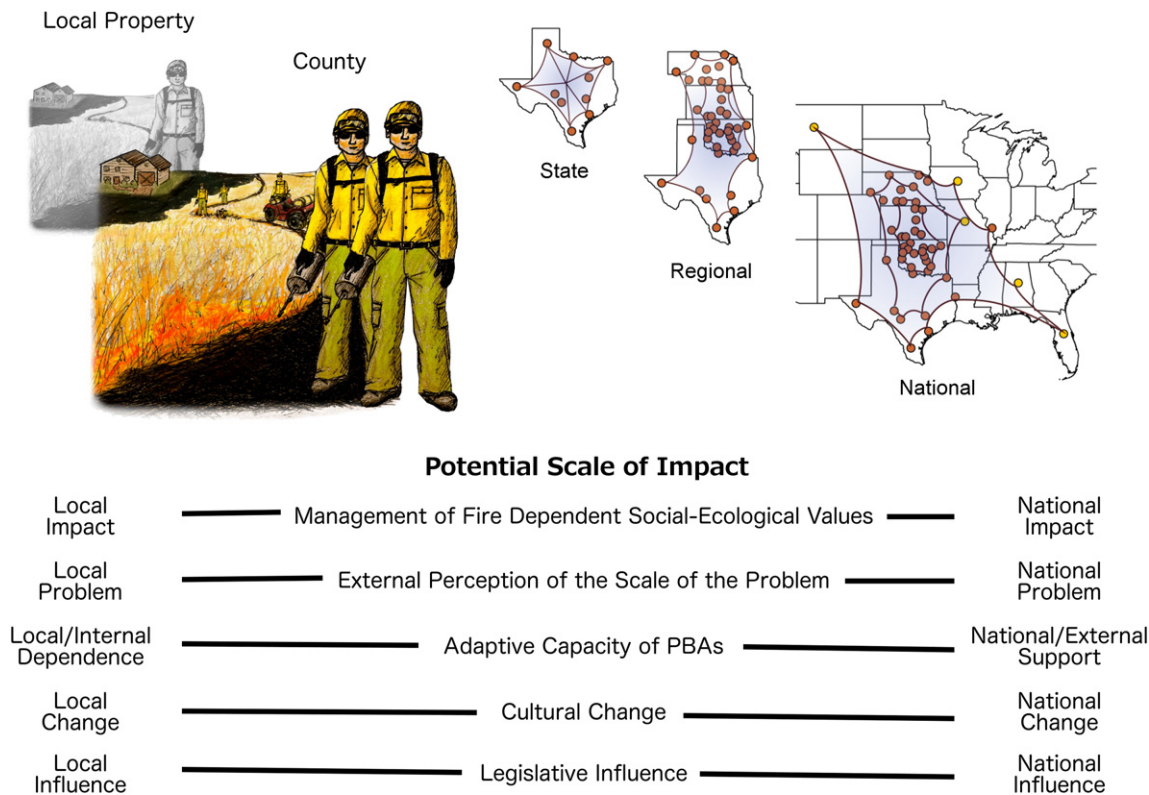 Local Property
County
State
Regional
National
Potential Scale of Impact
Local
Impact
Management of Fire Dependent Social-Ecological Values
National
Impact
Local
Problem
External Perception of the Scale of the Problem
National
Problem
Local/Internal
Dependence
Adaptive Capacity of PBAs
National/External
Support
Local
Change
Cultural Change
National
Change
Local
Influence
Legislative Influence
National
Influence